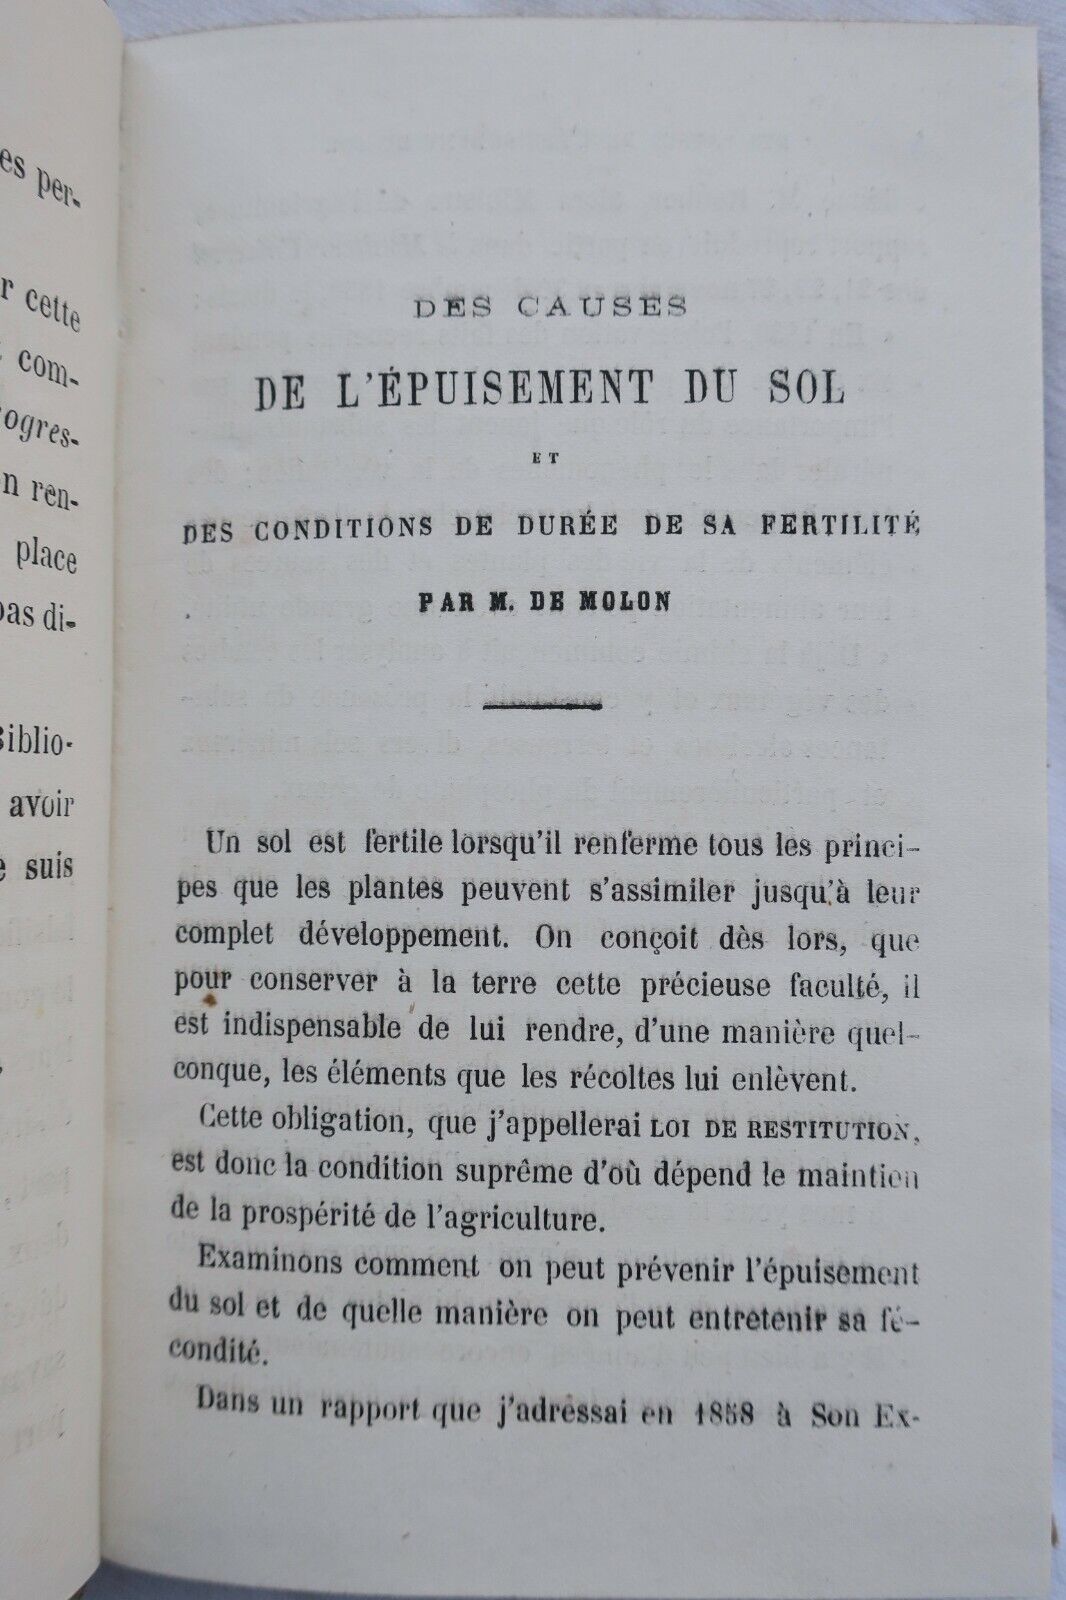 es per-
r cette
com-
ogres-
n ren-
place
pas di-
Biblio-
avoir
e suis
DES CAUSES
DE L'ÉPUISEMENT DU SOL
ET
DES CONDITIONS DE DURÉE DE SA FERTILITÉ
PAR M. DE MOLON
Un sol est fertile lorsqu'il renferme tous les princi-
pes que les plantes peuvent s'assimiler jusqu'à leur
complet développement. On conçoit dès lors, que
pour conserver à la terre cette précieuse faculté, il
est indispensable de lui rendre, d'une manière quel-
conque, les éléments que les récoltes lui enlèvent.
Cette obligation, que j'appellerai LOI DE RESTITUTION,
est donc la condition suprême d'où dépend le maintien
de la prospérité de l'agriculture.
Examinons comment on peut prévenir l'épuisement
du sol et de quelle manière on peut entretenir sa fé-
condité.
Dans un rapport que j'adressai en 1858 à Son Ex-